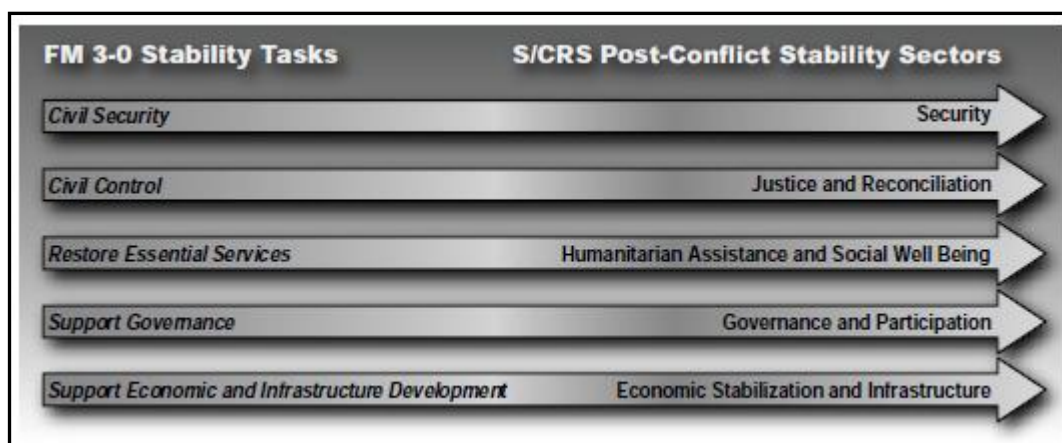 FM 3-0 Stability Tasks S/CRS Post-Conflict Stability Sectors
Civil Security Security
Civil Control Justice and Reconciliation
Restore Essential Services Humanitarian Assistance and Social Well Being
Support Governance Governance and Participation
Support Economic and Infrastructure Development Economic Stabilization and Infrastructure